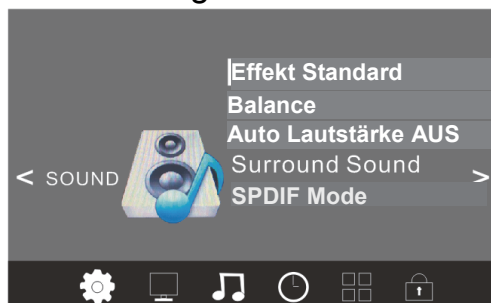 Effekt Standard
Balance
Auto Lautstärke AUS
< SOUND
Surround Sound >
SPDIF Mode